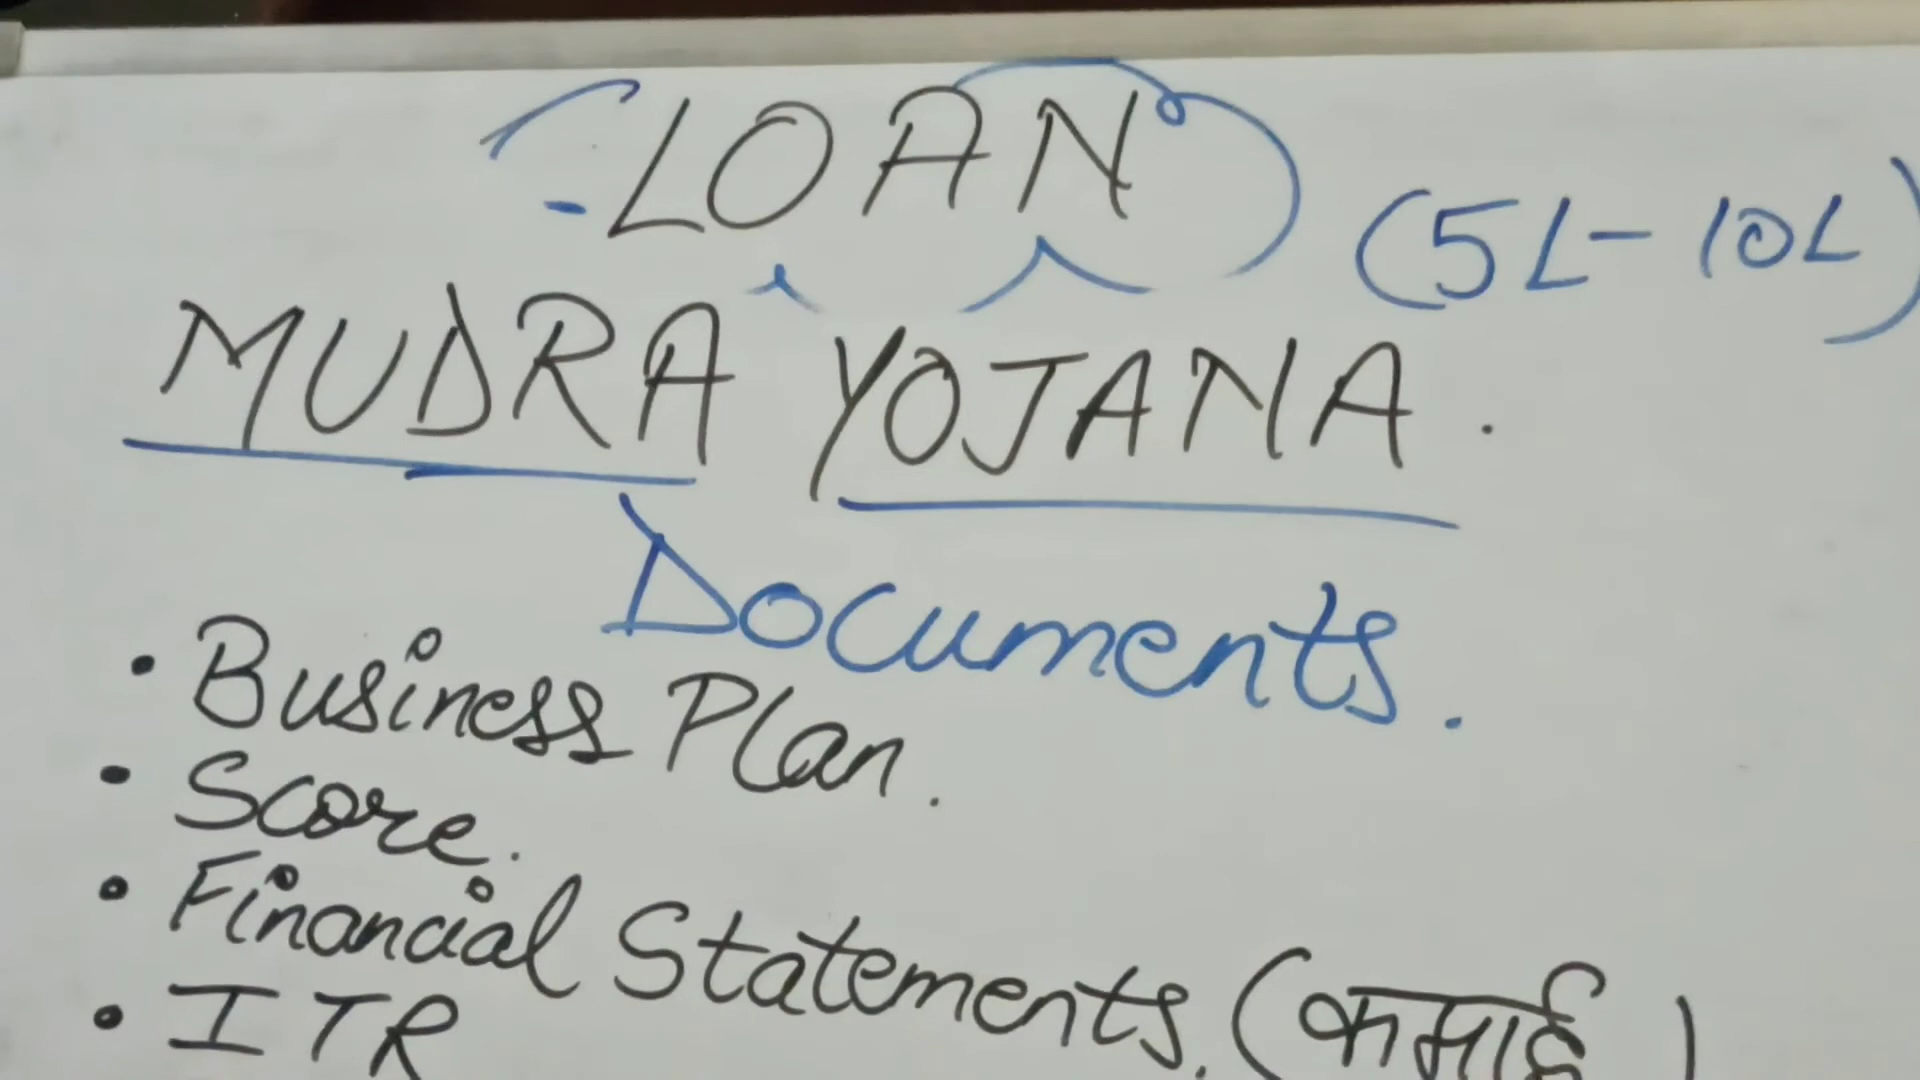 LOAN
(5L-10L)
MUDRA YOJANA.
Documents.
• Business Plan.
• Score.
• Financial Statements. (कमाई)
• ITR